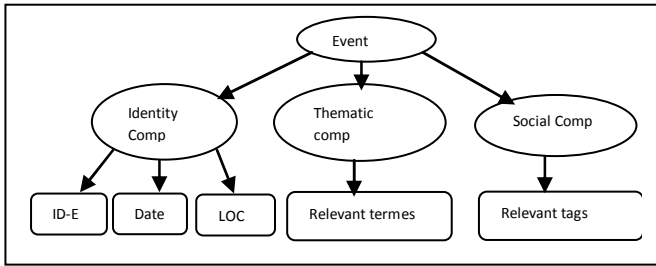 Event
Identity
Comp
Thematic
comp
Social Comp
ID-E
Date
LOC
Relevant termes
Relevant tags